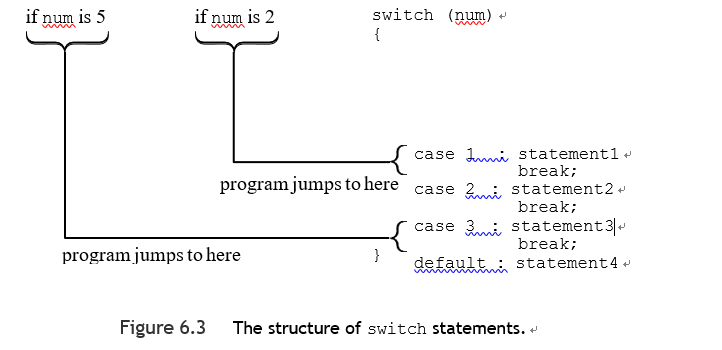 if num is 5 if num is 2 switch (num)
{
case 1 : statement1
break;
program jumps to here case 2 : statement2
break;
case 3 : statement3
break;
program jumps to here } default : statement4
Figure 6.3 The structure of switch statements.